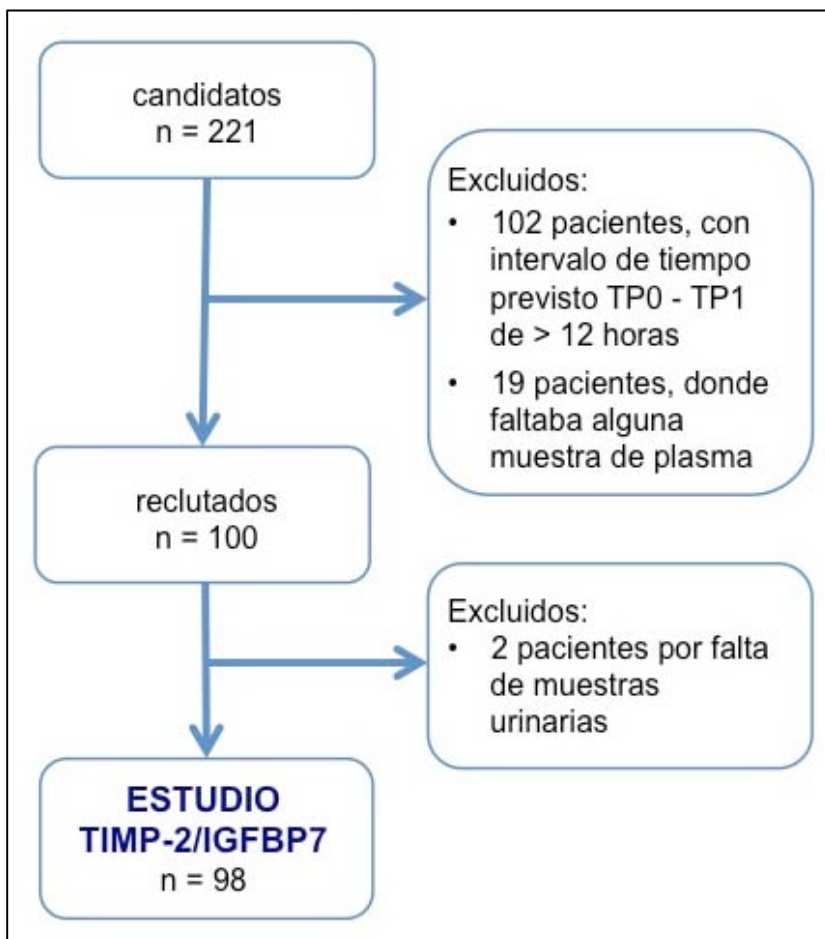 candidatos
n = 221
Excluidos:
• 102 pacientes, con
intervalo de tiempo
previsto TP0 - TP1
de > 12 horas
• 19 pacientes, donde
faltaba alguna
muestra de plasma
reclutados
n = 100
Excluidos:
• 2 pacientes por falta
de muestras
urinarias
ESTUDIO
TIMP-2/IGFBP7
n = 98